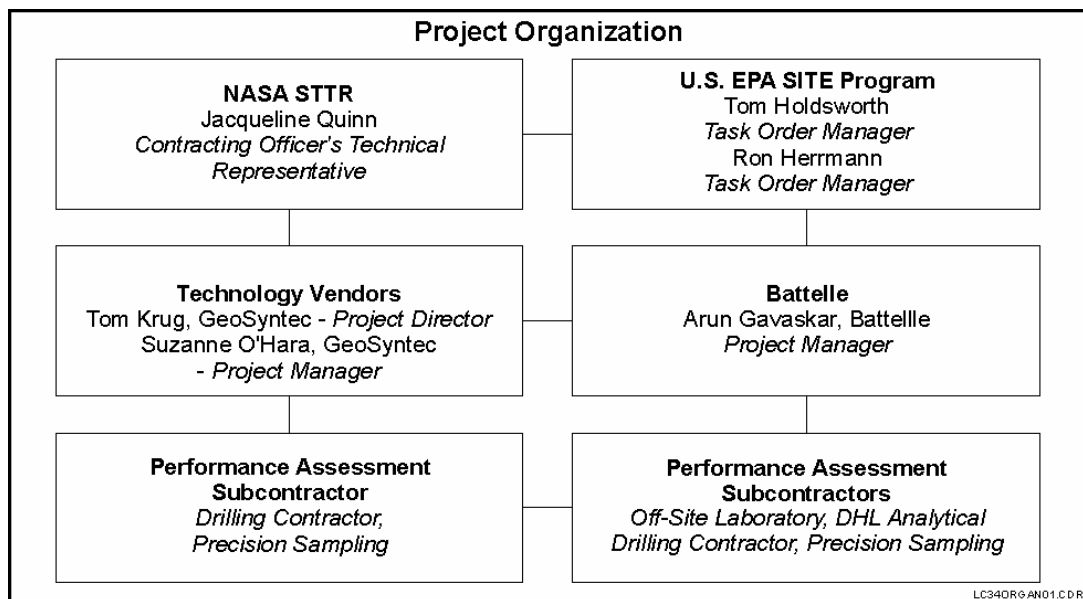 Project Organization
NASA STTR
Jacqueline Quinn
Contracting Officer's Technical
Representative
U.S. EPA SITE Program
Tom Holdsworth
Task Order Manager
Ron Herrmann
Task Order Manager
Technology Vendors
Tom Krug, GeoSyntec - Project Director
Suzanne O'Hara, GeoSyntec
- Project Manager
Battelle
Arun Gavaskar, Battellle
Project Manager
Performance Assessment
Subcontractor
Drilling Contractor,
Precision Sampling
Performance Assessment
Subcontractors
Off-Site Laboratory, DHL Analytical
Drilling Contractor, Precision Sampling
LC34ORGAN01.CDR